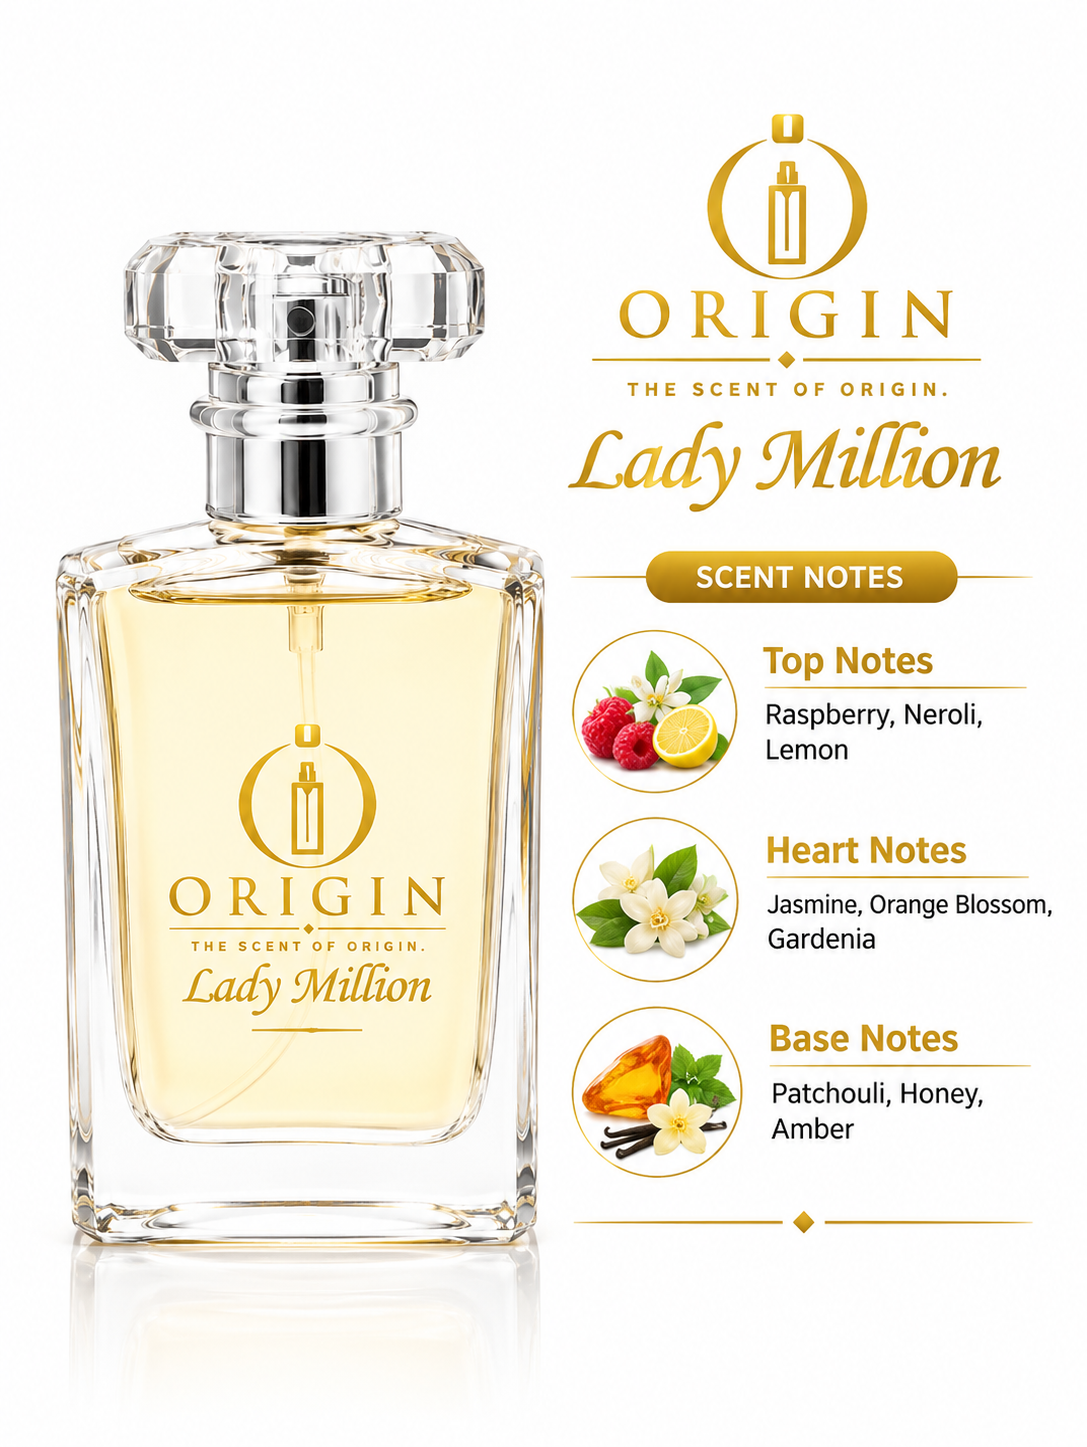 ORIGIN
THE SCENT OF ORIGIN.
Lady Million
SCENT NOTES
Top Notes
Raspberry, Neroli,
Lemon
Heart Notes
Jasmine, Orange Blossom,
Gardenia
Base Notes
Patchouli, Honey,
Amber
ORIGIN
THE SCENT OF ORIGIN.
Lady Million